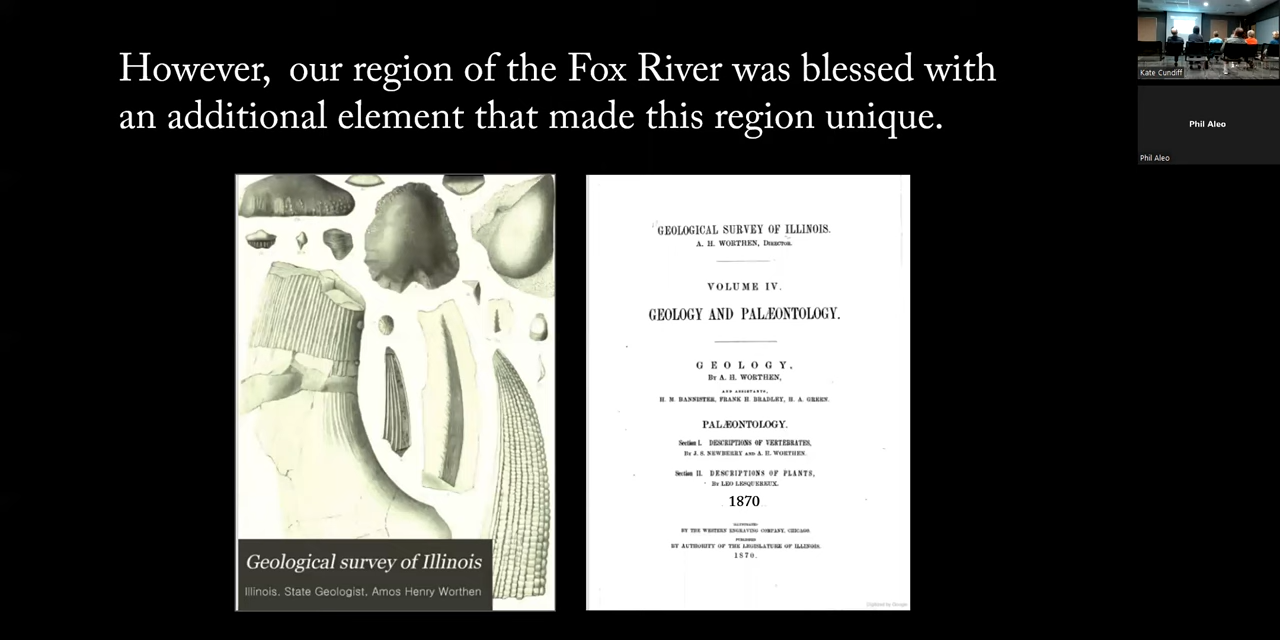 However, our region of the Fox River was blessed with
an additional element that made this region unique.
Kate Cundiff
Phil Aleo
Phil Aleo
Geological survey of Illinois
Illinois. State Geologist, Amos Henry Worthen
GEOLOGICAL SURVEY OF ILLINOIS.
A. H. WORTHEN, DIRECTOR.
VOLUME IV.
GEOLOGY AND PALÆONTOLOGY.
GEOLOGY,
BY A. H. WORTHEN,
AND ASSISTANTS,
H. M. BANNISTER, FRANK H. BRADLEY, H. A. GREEN.
PALÆONTOLOGY.
Section I. DESCRIPTIONS OF VERTEBRATES,
BY J. S. NEWBERRY AND A. H. WORTHEN.
Section II. DESCRIPTIONS OF PLANTS,
BY LEO LESQUEREUX.
1870
ILLUSTRATED
BY THE WESTERN ENGRAVING COMPANY, CHICAGO.
PUBLISHED
BY AUTHORITY OF THE LEGISLATURE OF ILLINOIS.
1870.